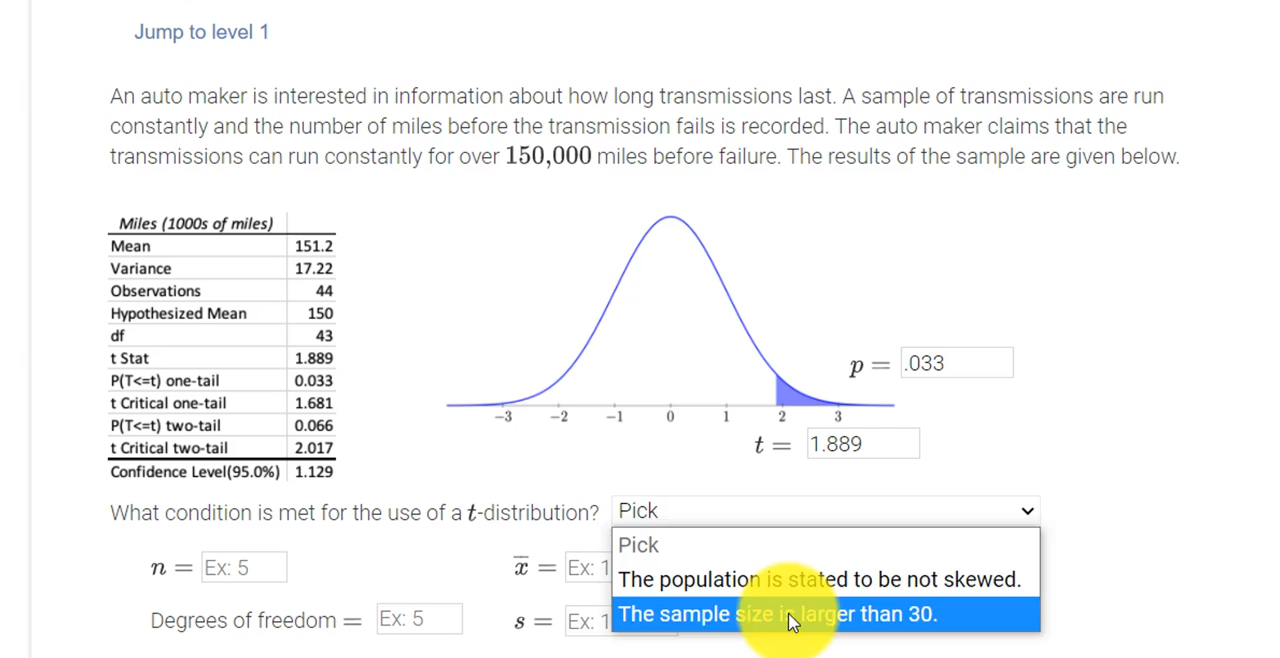 Jump to level 1
An auto maker is interested in information about how long transmissions last. A sample of transmissions are run
constantly and the number of miles before the transmission fails is recorded. The auto maker claims that the
transmissions can run constantly for over 150,000 miles before failure. The results of the sample are given below.
Miles (1000s of miles)
Mean 151.2
Variance 17.22
Observations 44
Hypothesized Mean 150
df 43
t Stat 1.889
P(T<=t) one-tail 0.033
t Critical one-tail 1.681
P(T<=t) two-tail 0.066
t Critical two-tail 2.017
Confidence Level(95.0%) 1.129
p = .033
−3 −2 −1 0 1 2 3
t = 1.889
What condition is met for the use of a t-distribution? Pick
Pick
n = Ex: 5 x̅ = Ex: 1
The population is stated to be not skewed.
The sample size is larger than 30.
Degrees of freedom = Ex: 5 s = Ex: 1